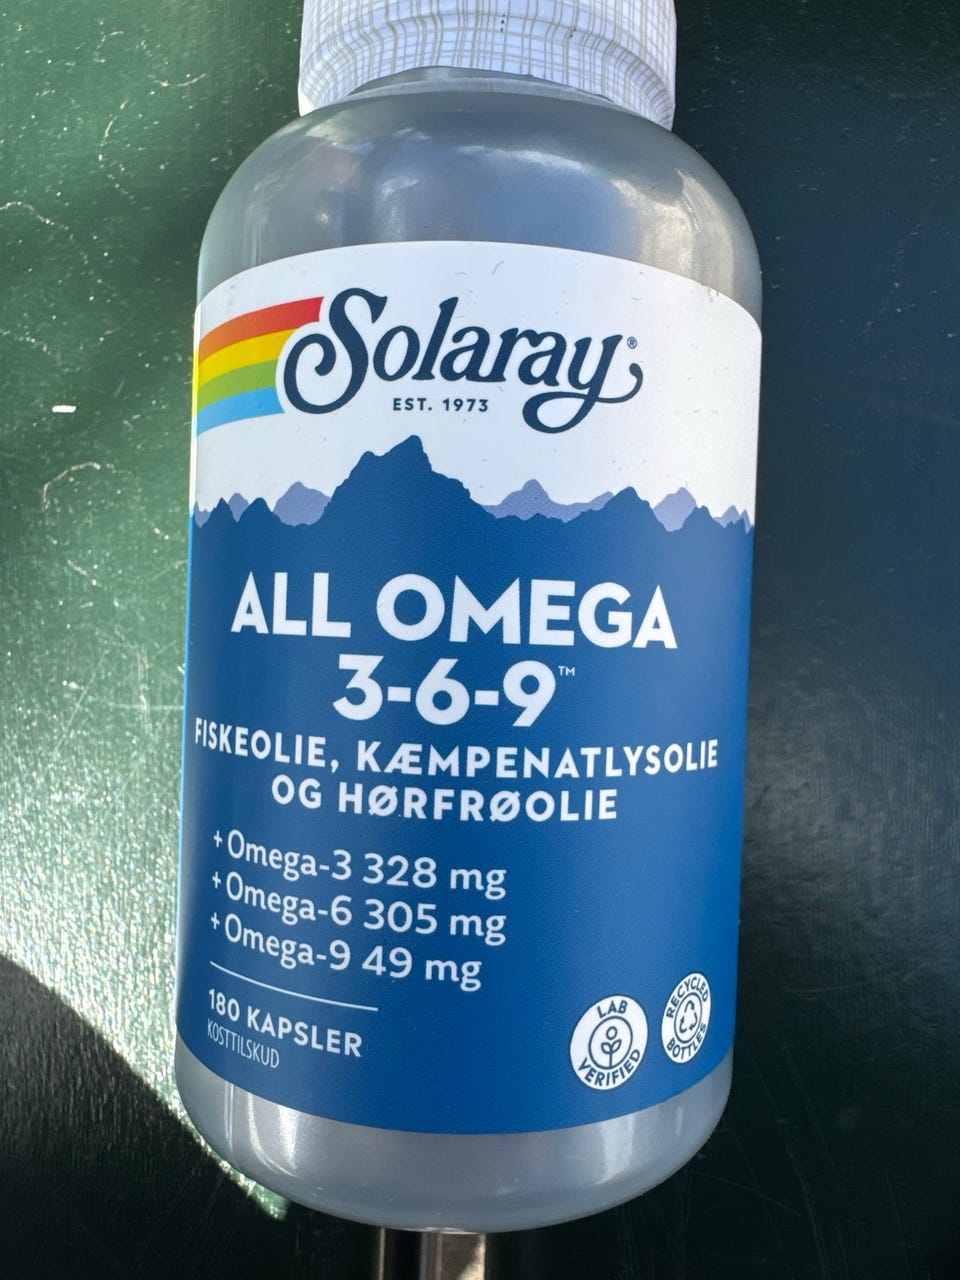 Solaray®
EST. 1973
ALL OMEGA
3-6-9™
FISKEOLIE, KÆMPENATLYSOLIE
OG HØRFRØOLIE
+ Omega-3 328 mg
+ Omega-6 305 mg
+ Omega-9 49 mg
180 KAPSLER
KOSTTILSKUD
LAB
VERIFIED
RECYCLED
BOTTLES